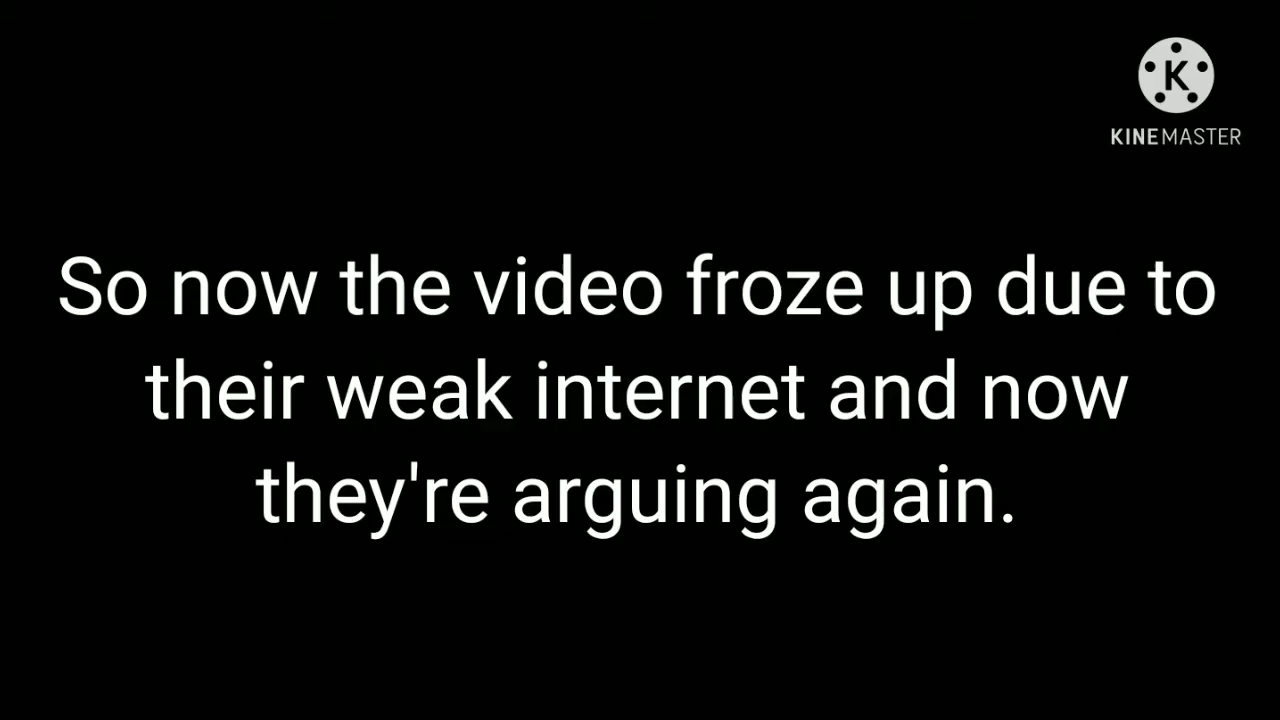 K
KINEMASTER
So now the video froze up due to
their weak internet and now
they're arguing again.